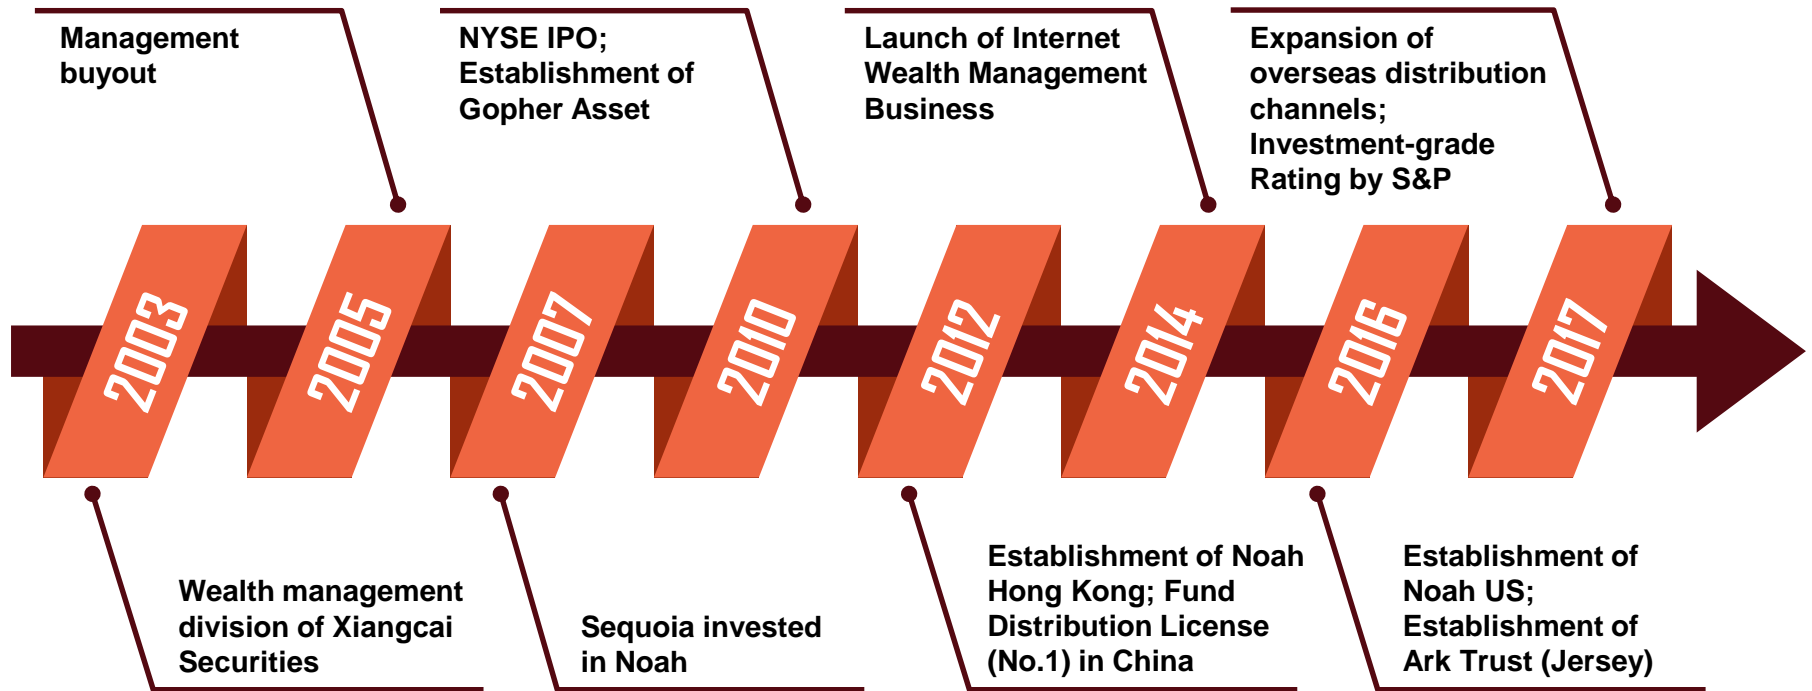 Management
buyout
NYSE IPO;
Establishment of
Gopher Asset
Launch of Internet
Wealth Management
Business
Expansion of
overseas distribution
channels;
Investment-grade
Rating by S&P
2003
2005
2007
2010
2012
2014
2016
2017
Wealth management
division of Xiangcai
Securities
Sequoia invested
in Noah
Establishment of Noah
Hong Kong; Fund
Distribution License
(No.1) in China
Establishment of
Noah US;
Establishment of
Ark Trust (Jersey)